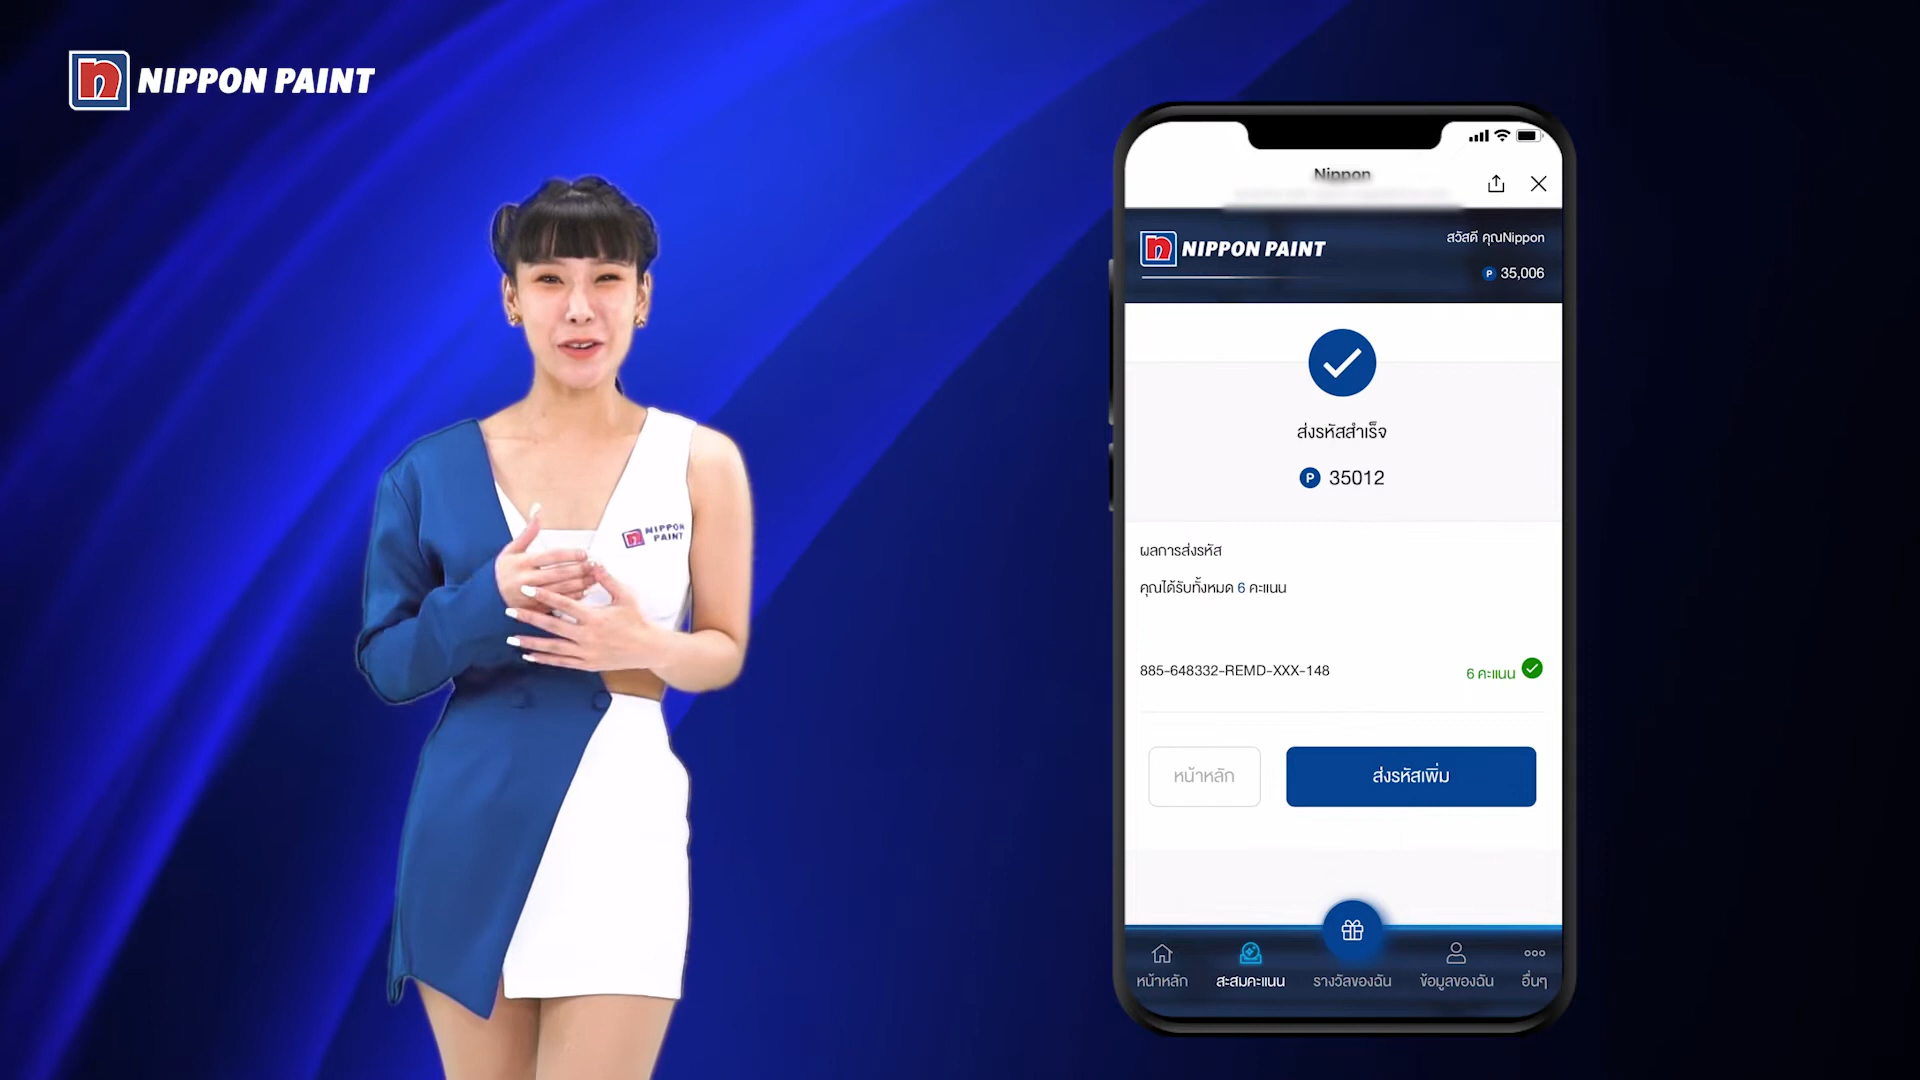 NIPPON PAINT
NIPPON
PAINT
Nippon
NIPPON PAINT
สวัสดี คุณNippon
P 35,006
ส่งรหัสสำเร็จ
P 35012
ผลการส่งรหัส
คุณได้รับทั้งหมด 6 คะแนน
885-648332-REMD-XXX-148
6 คะแนน
หน้าหลัก
ส่งรหัสเพิ่ม
หน้าหลัก
สะสมคะแนน
รางวัลของฉัน
ข้อมูลของฉัน
อื่นๆ